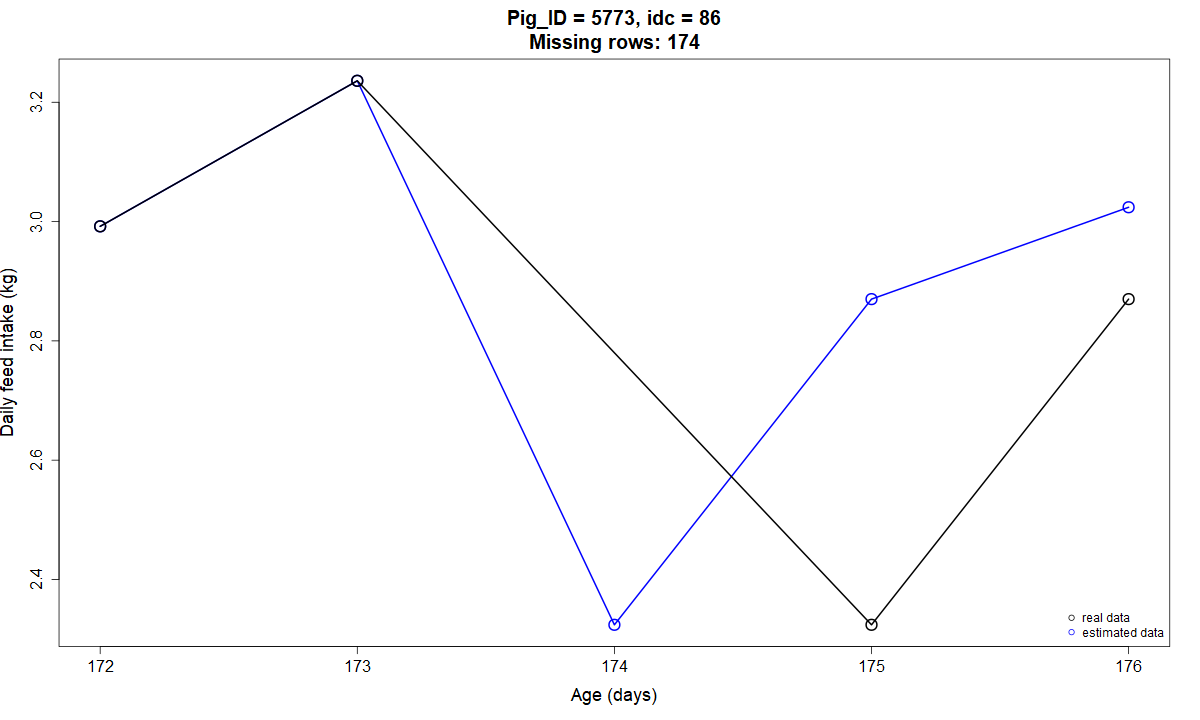 Pig_ID = 5773, idc = 86
Missing rows: 174
Daily feed intake (kg)
3.2
3.0
2.8
2.6
2.4
172 173 174 175 176
Age (days)
real data
estimated data